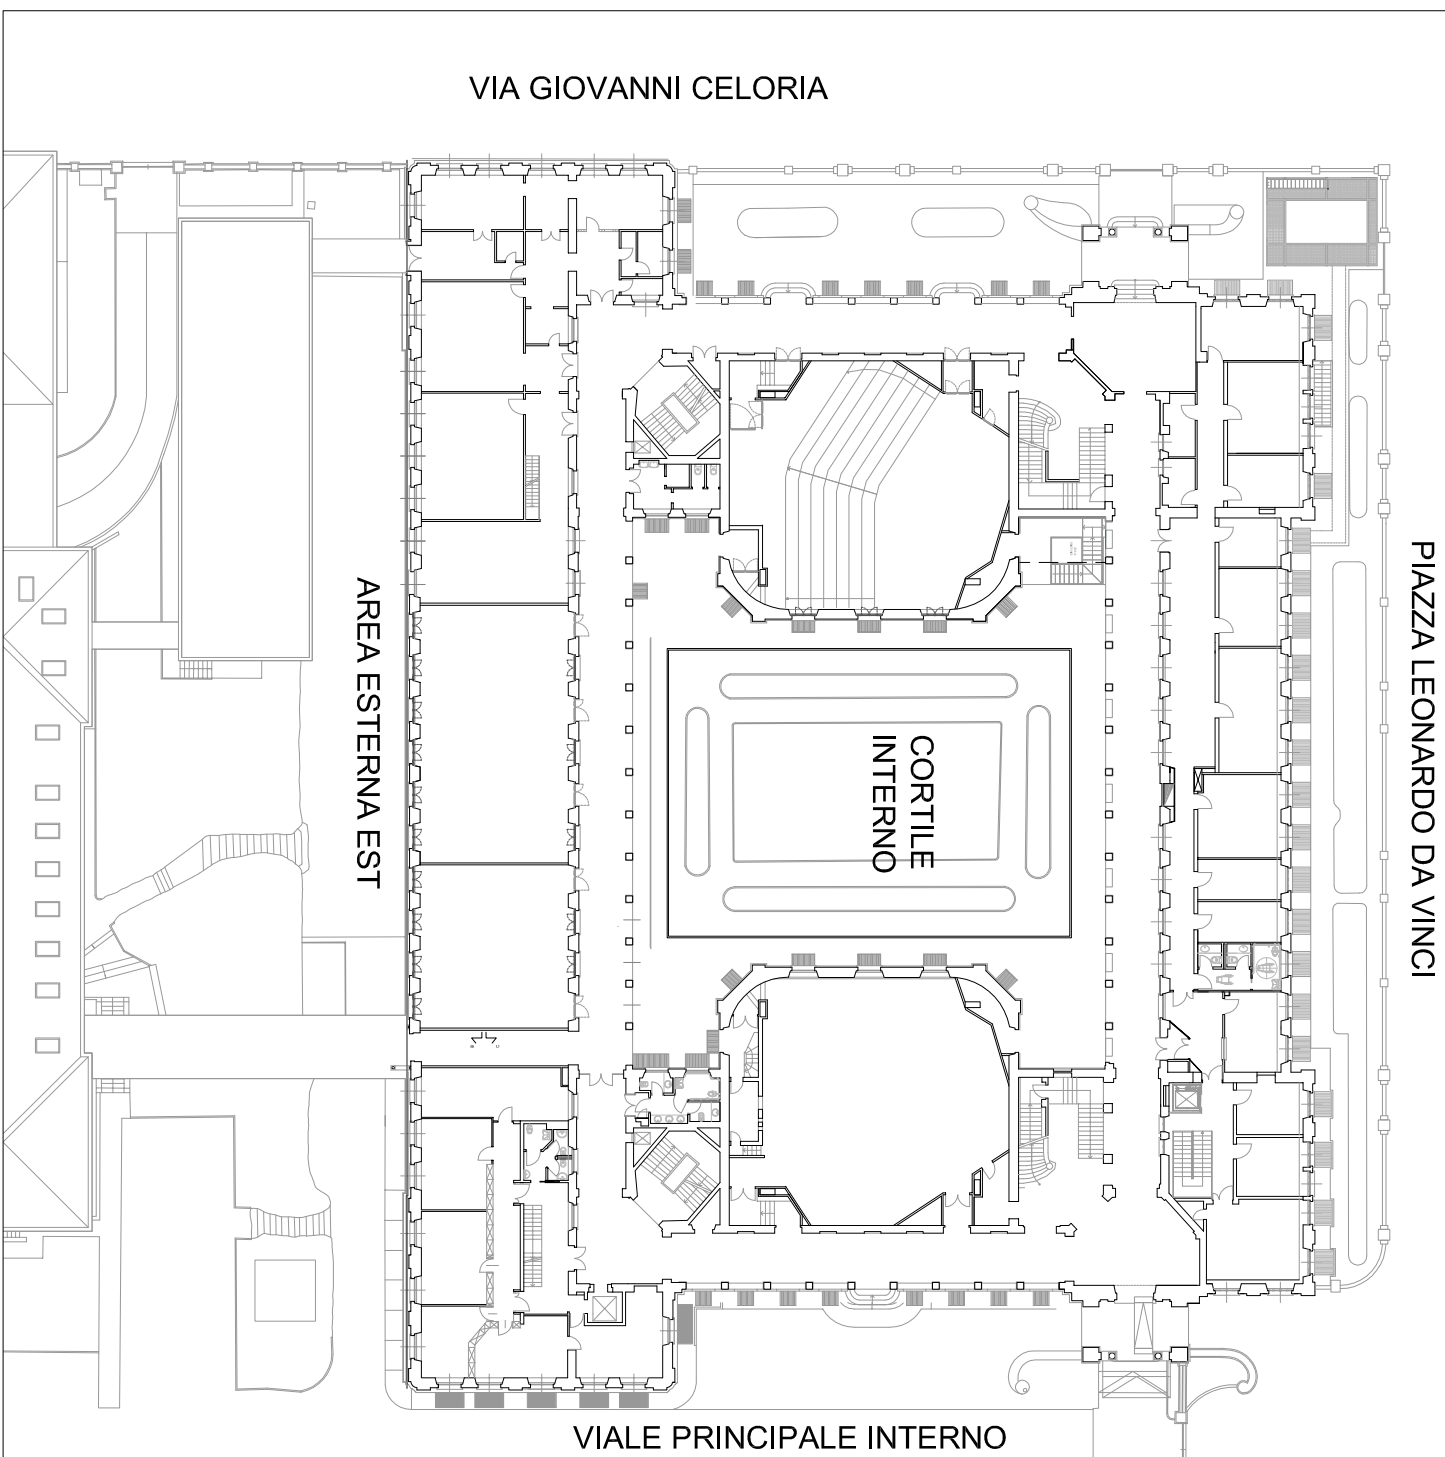 VIA GIOVANNI CELORIA
AREA ESTERNA EST
CORTILE
INTERNO
PIAZZA LEONARDO DA VINCI
VIALE PRINCIPALE INTERNO